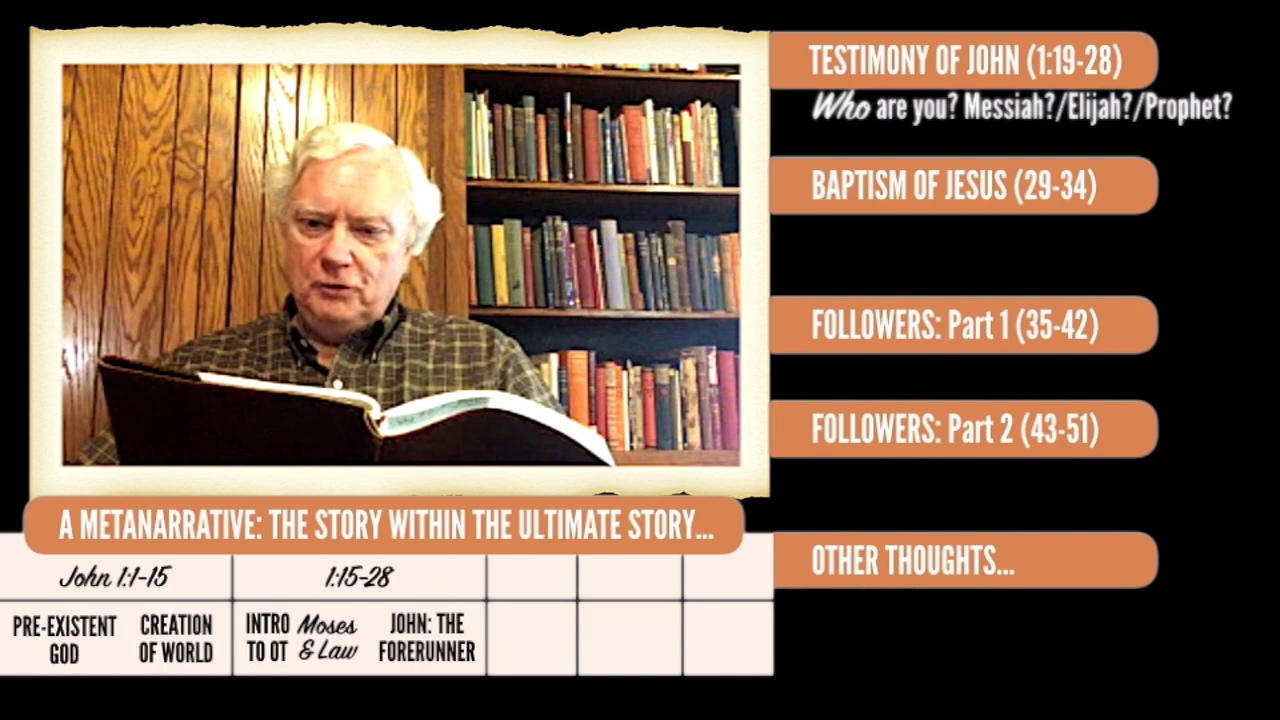 TESTIMONY OF JOHN (1:19-28)
Who are you? Messiah?/Elijah?/Prophet?
BAPTISM OF JESUS (29-34)
FOLLOWERS: Part 1 (35-42)
FOLLOWERS: Part 2 (43-51)
OTHER THOUGHTS...
A METANARRATIVE: THE STORY WITHIN THE ULTIMATE STORY...
John 1:1-15
1:15-28
PRE-EXISTENT
GOD
CREATION
OF WORLD
INTRO
TO OT
Moses
& Law
JOHN: THE
FORERUNNER